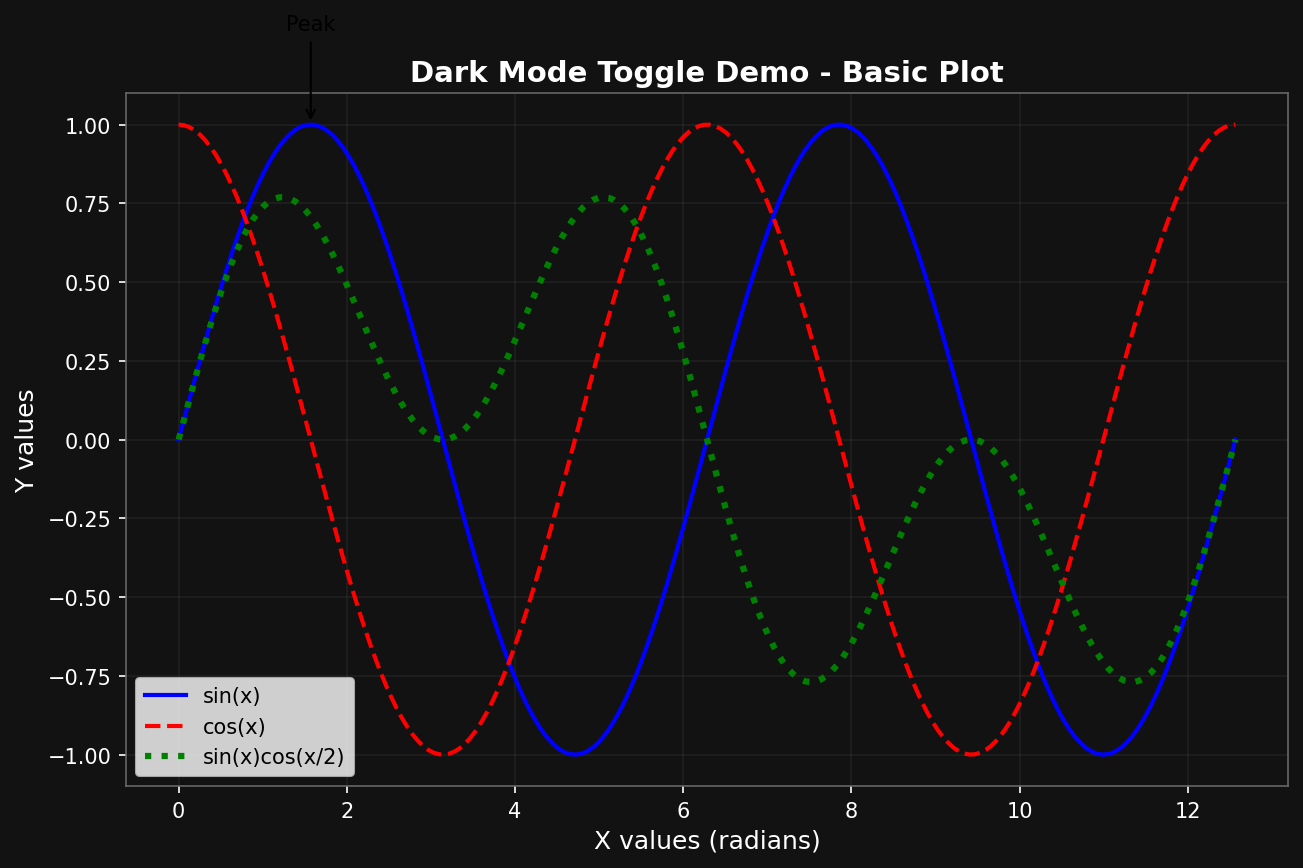 Peak
Dark Mode Toggle Demo - Basic Plot
1.00
0.75
0.50
0.25
0.00
−0.25
−0.50
−0.75
−1.00
Y values
sin(x)
cos(x)
sin(x)cos(x/2)
0 2 4 6 8 10 12
X values (radians)